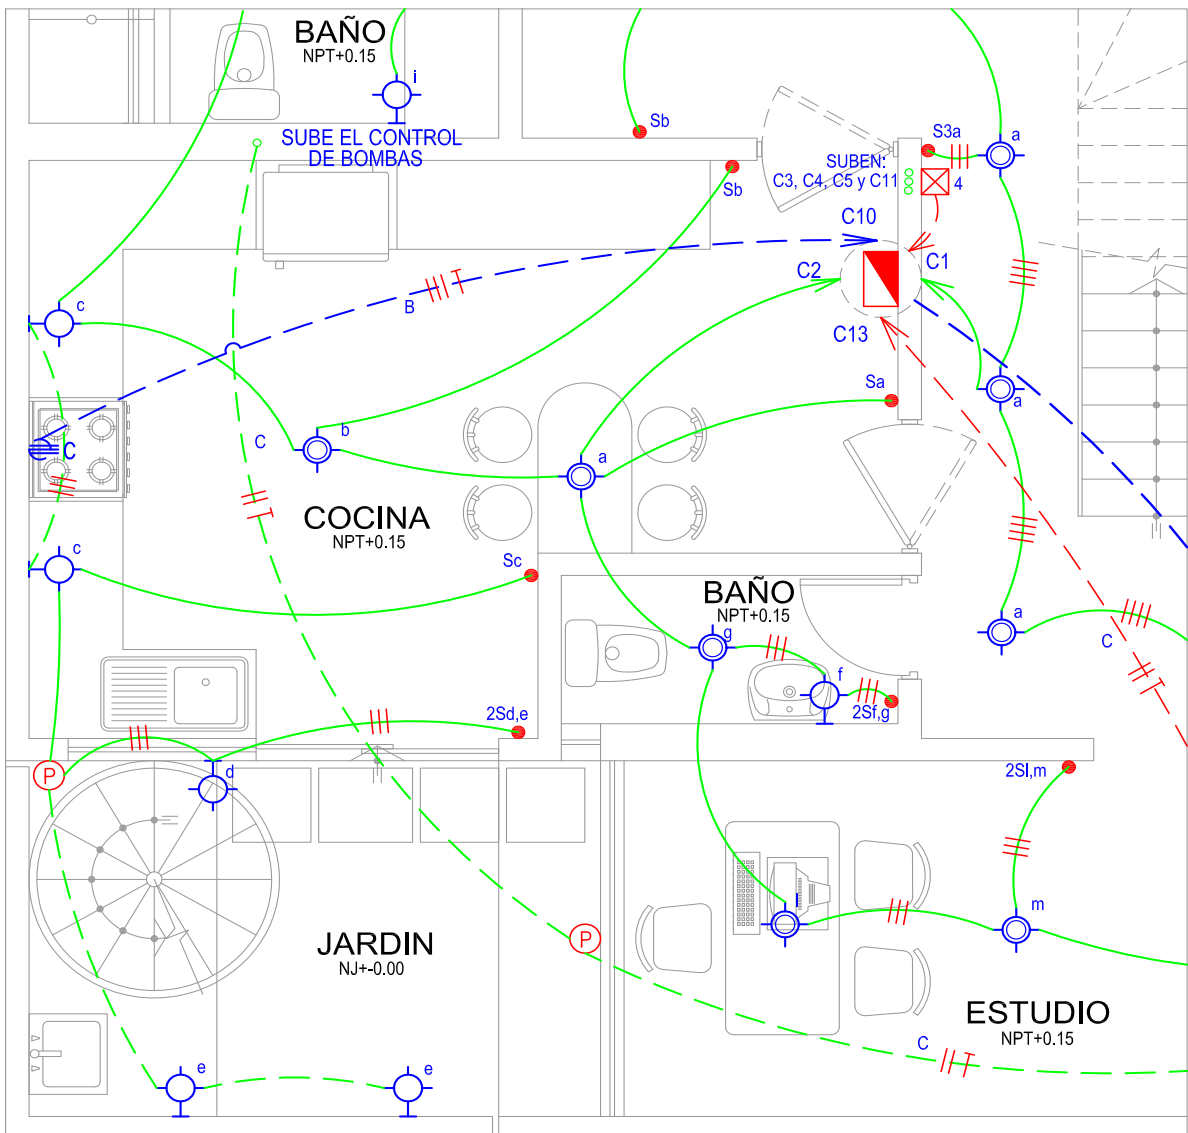 BAÑO
NPT+0.15
i
SUBE EL CONTROL
DE BOMBAS
Sb
Sb
S3a
a
SUBEN:
C3, C4, C5 y C11
4
C10
C2
C1
C13
c
B
Sa
a
b
C
C
a
COCINA
NPT+0.15
c
Sc
BAÑO
NPT+0.15
g
f
a
C
2Sd,e
2Sf,g
P
d
2Sl,m
l
m
JARDIN
NJ+-0.00
P
ESTUDIO
NPT+0.15
C
e
e